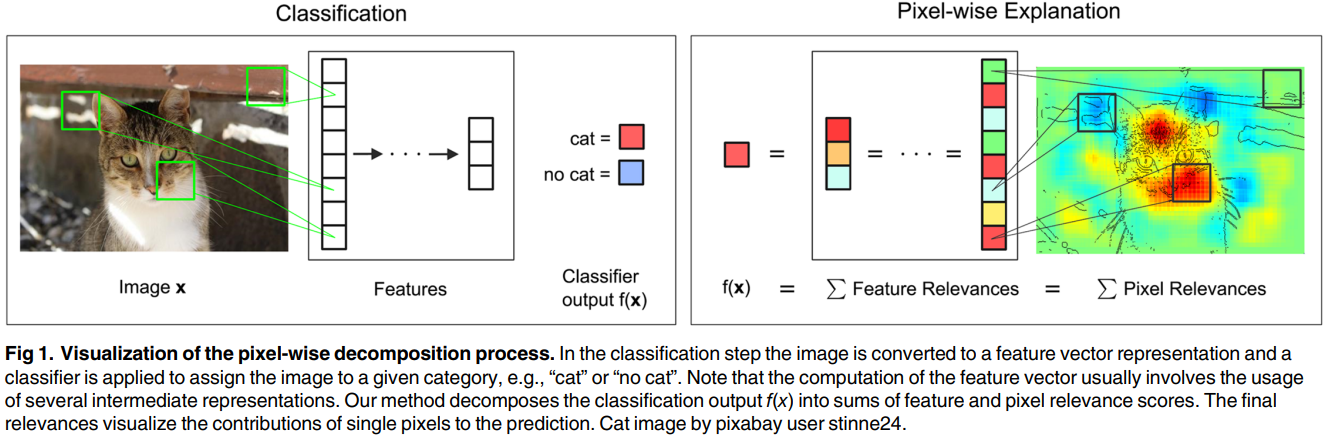 Classification
Pixel-wise Explanation
cat =
no cat =
Image x
Features
Classifier
output f(x)
= = · · · =
f(x) = ∑ Feature Relevances = ∑ Pixel Relevances
Fig 1. Visualization of the pixel-wise decomposition process. In the classification step the image is converted to a feature vector representation and a
classifier is applied to assign the image to a given category, e.g., “cat” or “no cat”. Note that the computation of the feature vector usually involves the usage
of several intermediate representations. Our method decomposes the classification output f(x) into sums of feature and pixel relevance scores. The final
relevances visualize the contributions of single pixels to the prediction. Cat image by pixabay user stinne24.